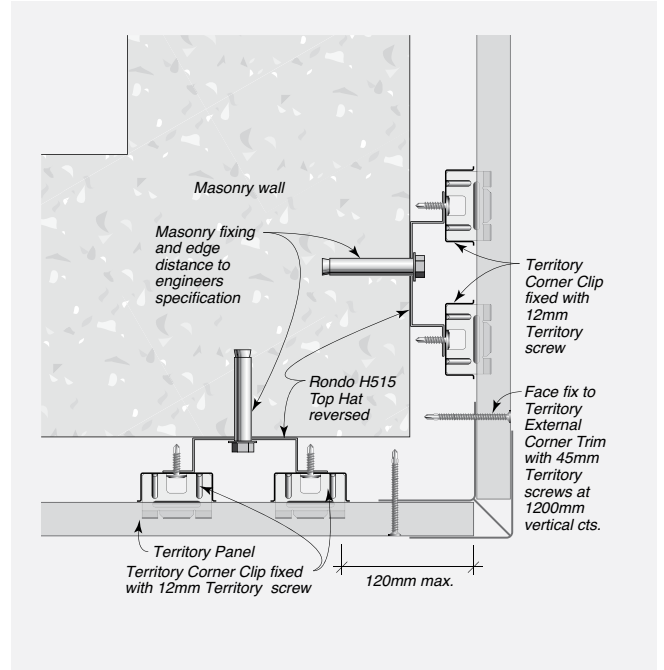 Masonry wall
Masonry fixing
and edge
distance to
engineers
specification
Territory
Corner Clip
fixed with
12mm
Territory
screw
Rondo H515
Top Hat
reversed
Face fix to
Territory
External
Corner Trim
with 45mm
Territory
screws at
1200mm
vertical cts.
Territory Panel
Territory Corner Clip fixed
with 12mm Territory screw
120mm max.